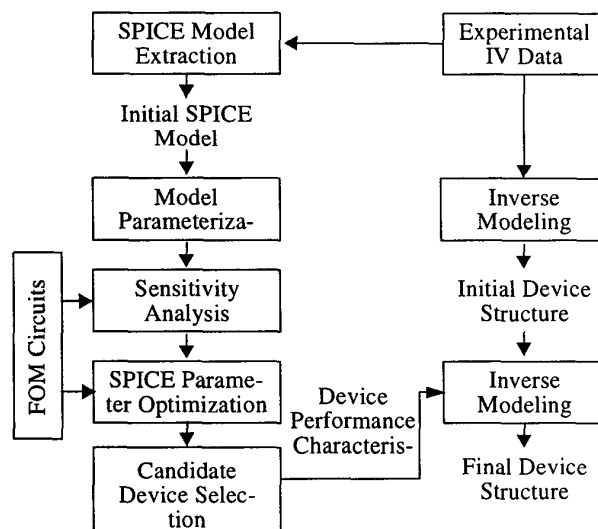 SPICE Model
Extraction
Experimental
IV Data
Initial SPICE
Model
Model
Parameteriza-
Inverse
Modeling
FOM Circuits
Sensitivity
Analysis
Initial Device
Structure
SPICE Parame-
ter Optimization
Device
Performance
Characteris-
Inverse
Modeling
Candidate
Device Selec-
tion
Final Device
Structure